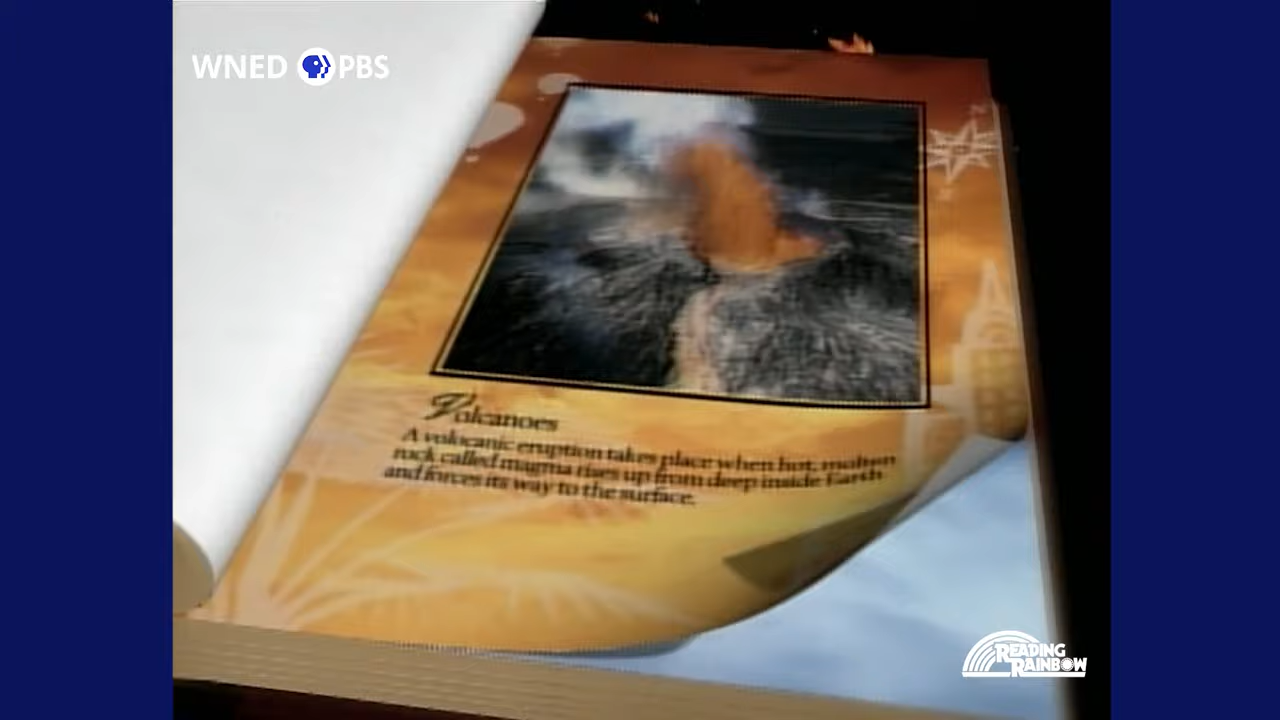 WNED PBS
Volcanoes
A volcanic eruption takes place when hot, molten
rock called magma rises up from deep inside Earth
and forces its way to the surface.
READING
RAINBOW